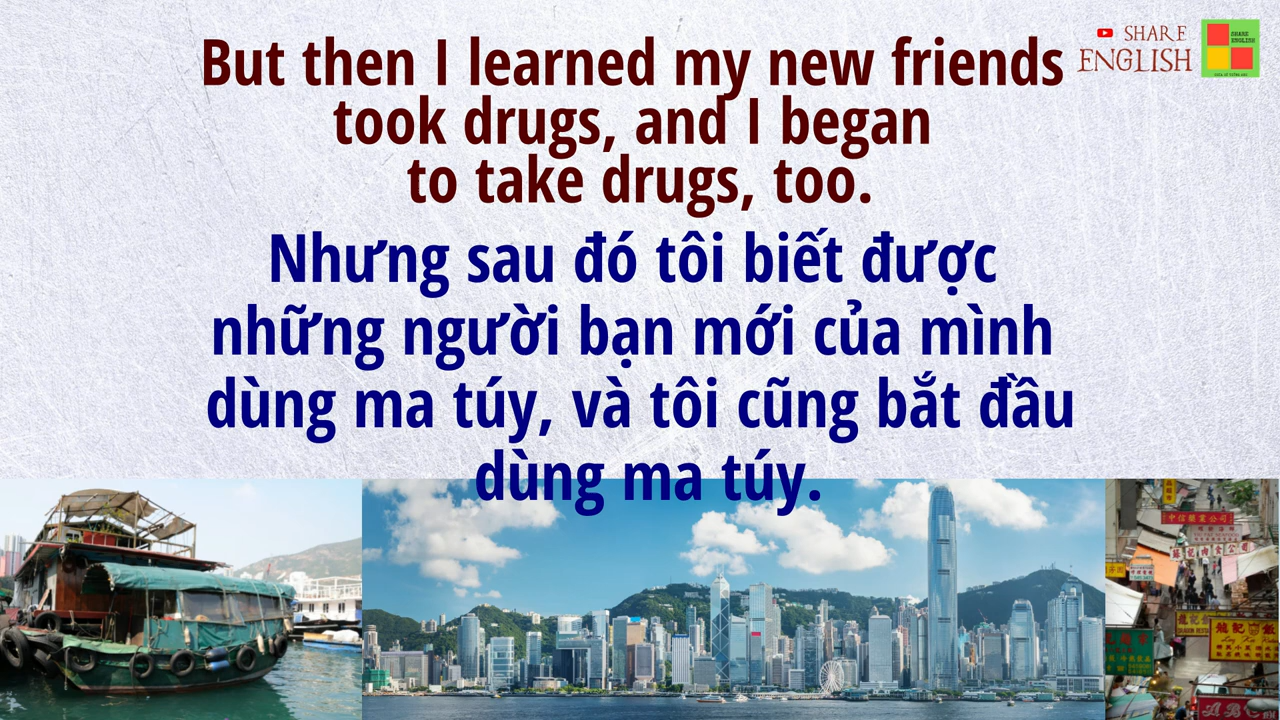 But then I learned my new friends
took drugs, and I began
to take drugs, too.
SHARE
ENGLISH
SHARE
ENGLISH
Nhưng sau đó tôi biết được
những người bạn mới của mình
dùng ma túy, và tôi cũng bắt đầu
dùng ma túy.